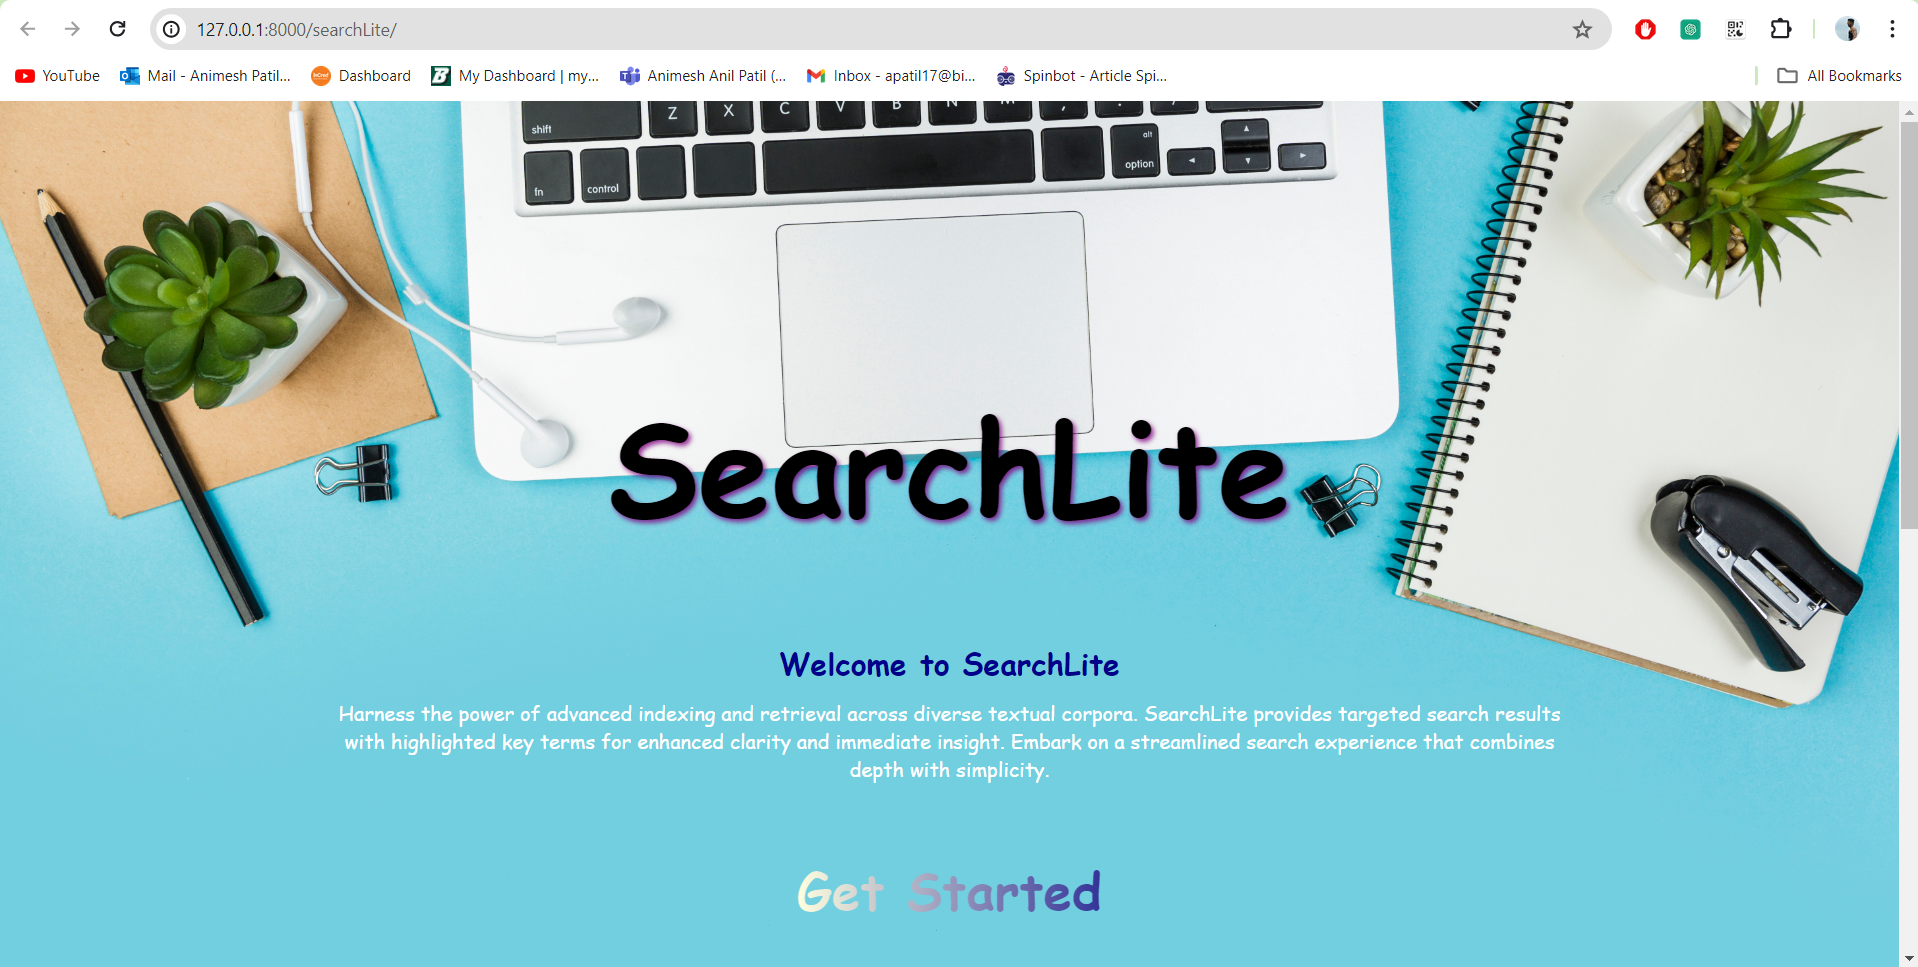 127.0.0.1:8000/searchLite/
YouTube Mail - Animesh Patil... Dashboard My Dashboard | my... Animesh Anil Patil (... Inbox - apatil17@bi... Spinbot - Article Spi... All Bookmarks
Z X C V B N M , . /
shift
alt
fn control option
SearchLite
Welcome to SearchLite
Harness the power of advanced indexing and retrieval across diverse textual corpora. SearchLite provides targeted search results
with highlighted key terms for enhanced clarity and immediate insight. Embark on a streamlined search experience that combines
depth with simplicity.
Get Started